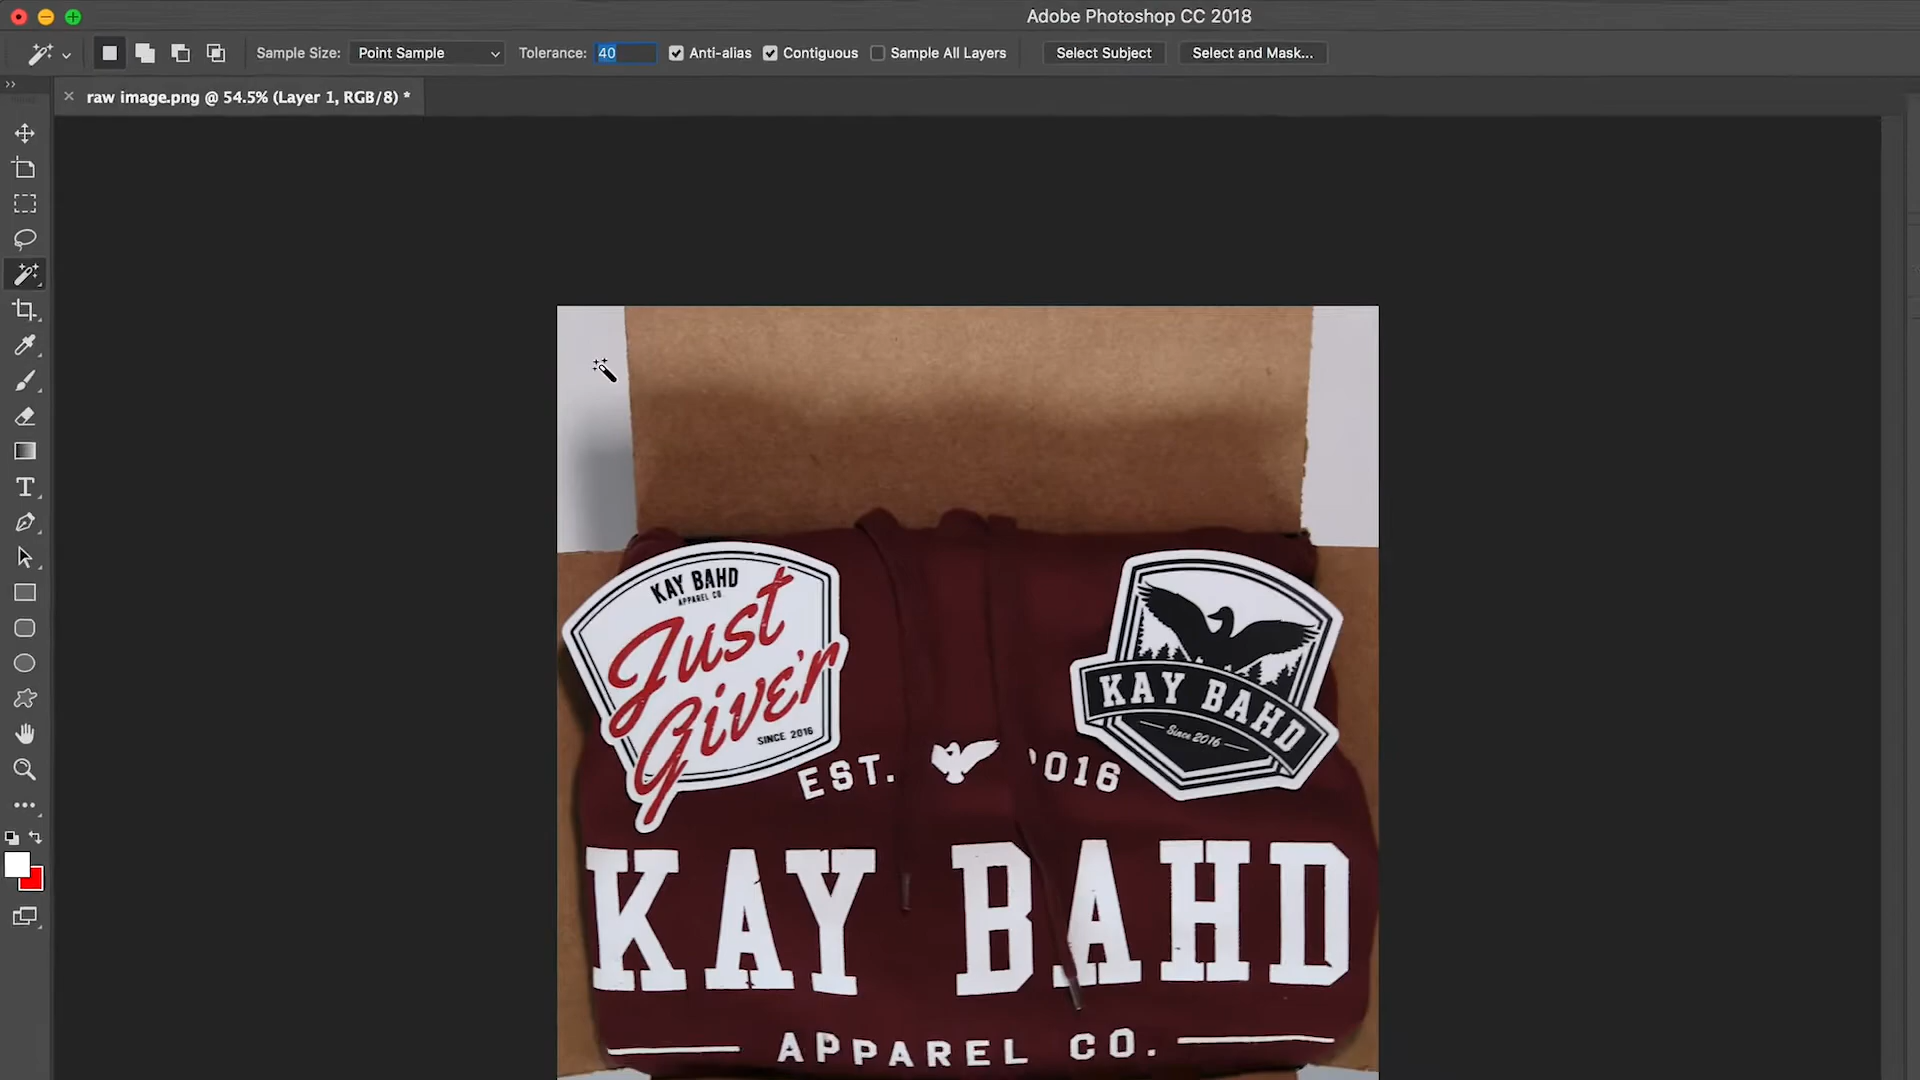 Adobe Photoshop CC 2018
Sample Size: Point Sample Tolerance: 40 Anti-alias Contiguous Sample All Layers Select Subject Select and Mask...
raw image.png @ 54.5% (Layer 1, RGB/8) *
KAY BAHD
APPAREL CO.
Just
Give'r
SINCE 2016
KAY BAHD
Since 2016
EST. 2016
KAY BAHD
APPAREL CO.